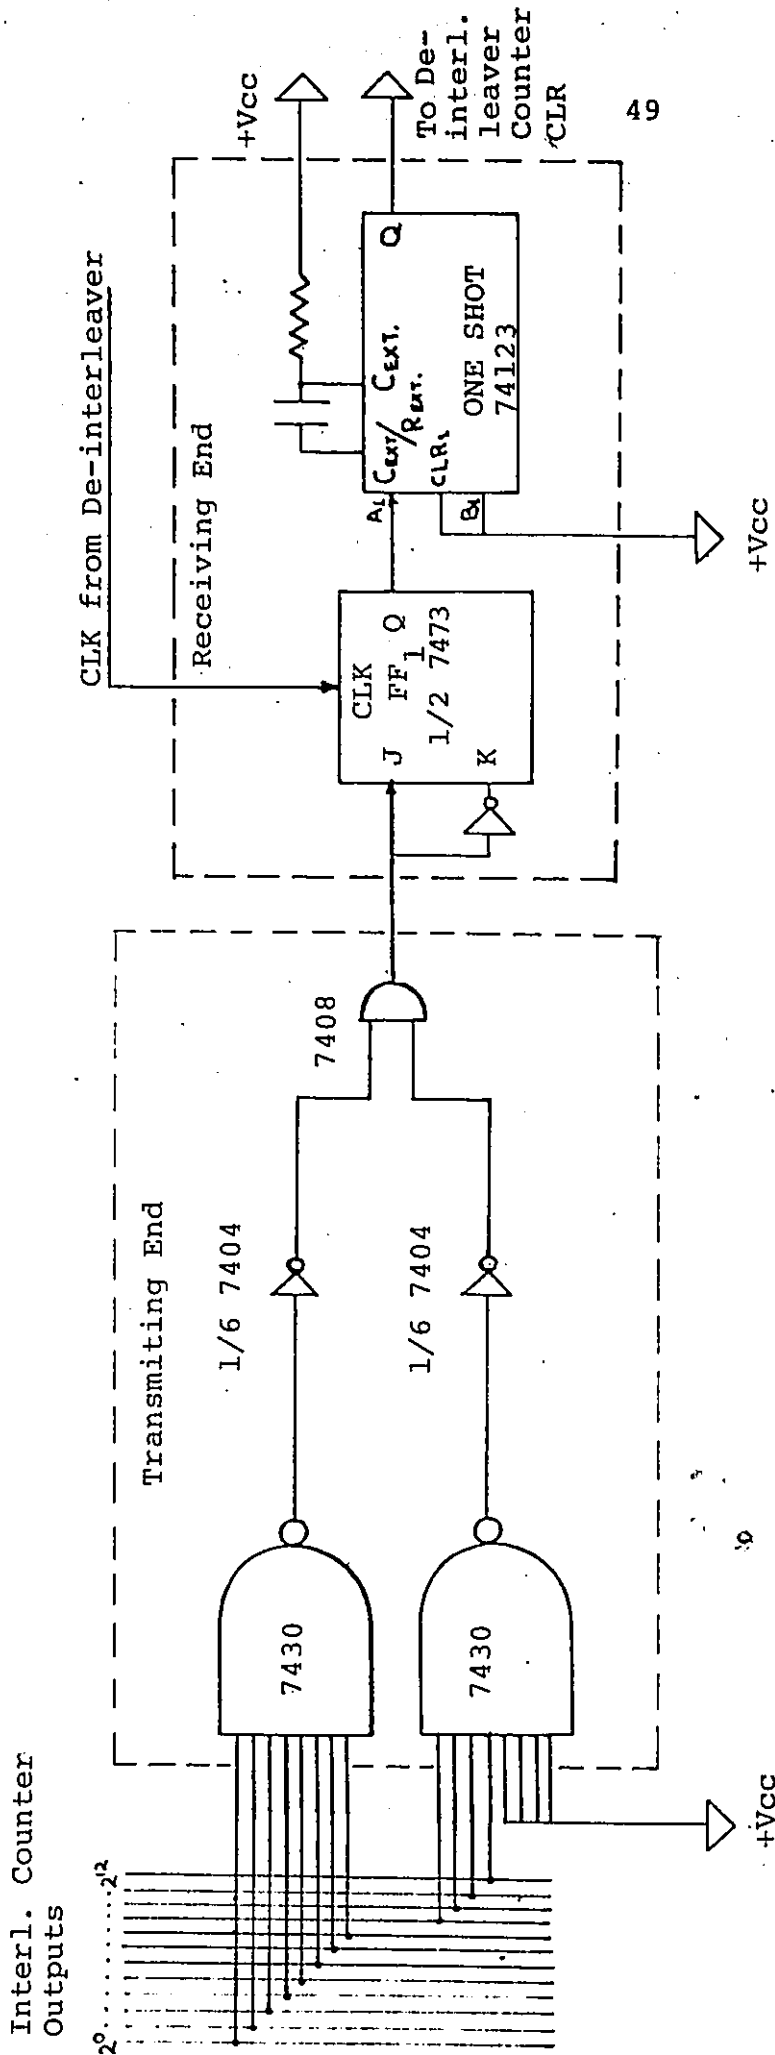 Interl. Counter
Outputs
2⁰ ........ 2¹²
Transmiting End
7430
7430
+Vcc
1/6 7404
1/6 7404
7408
CLK from De-interleaver
Receiving End
CLK
J Q
FF1
1/2 7473
K
A1
CEXT/
REXT.
CEXT.
Q
CLR1
B1
ONE SHOT
74123
+Vcc
+Vcc
To De-
interl.
leaver
Counter
CLR
49